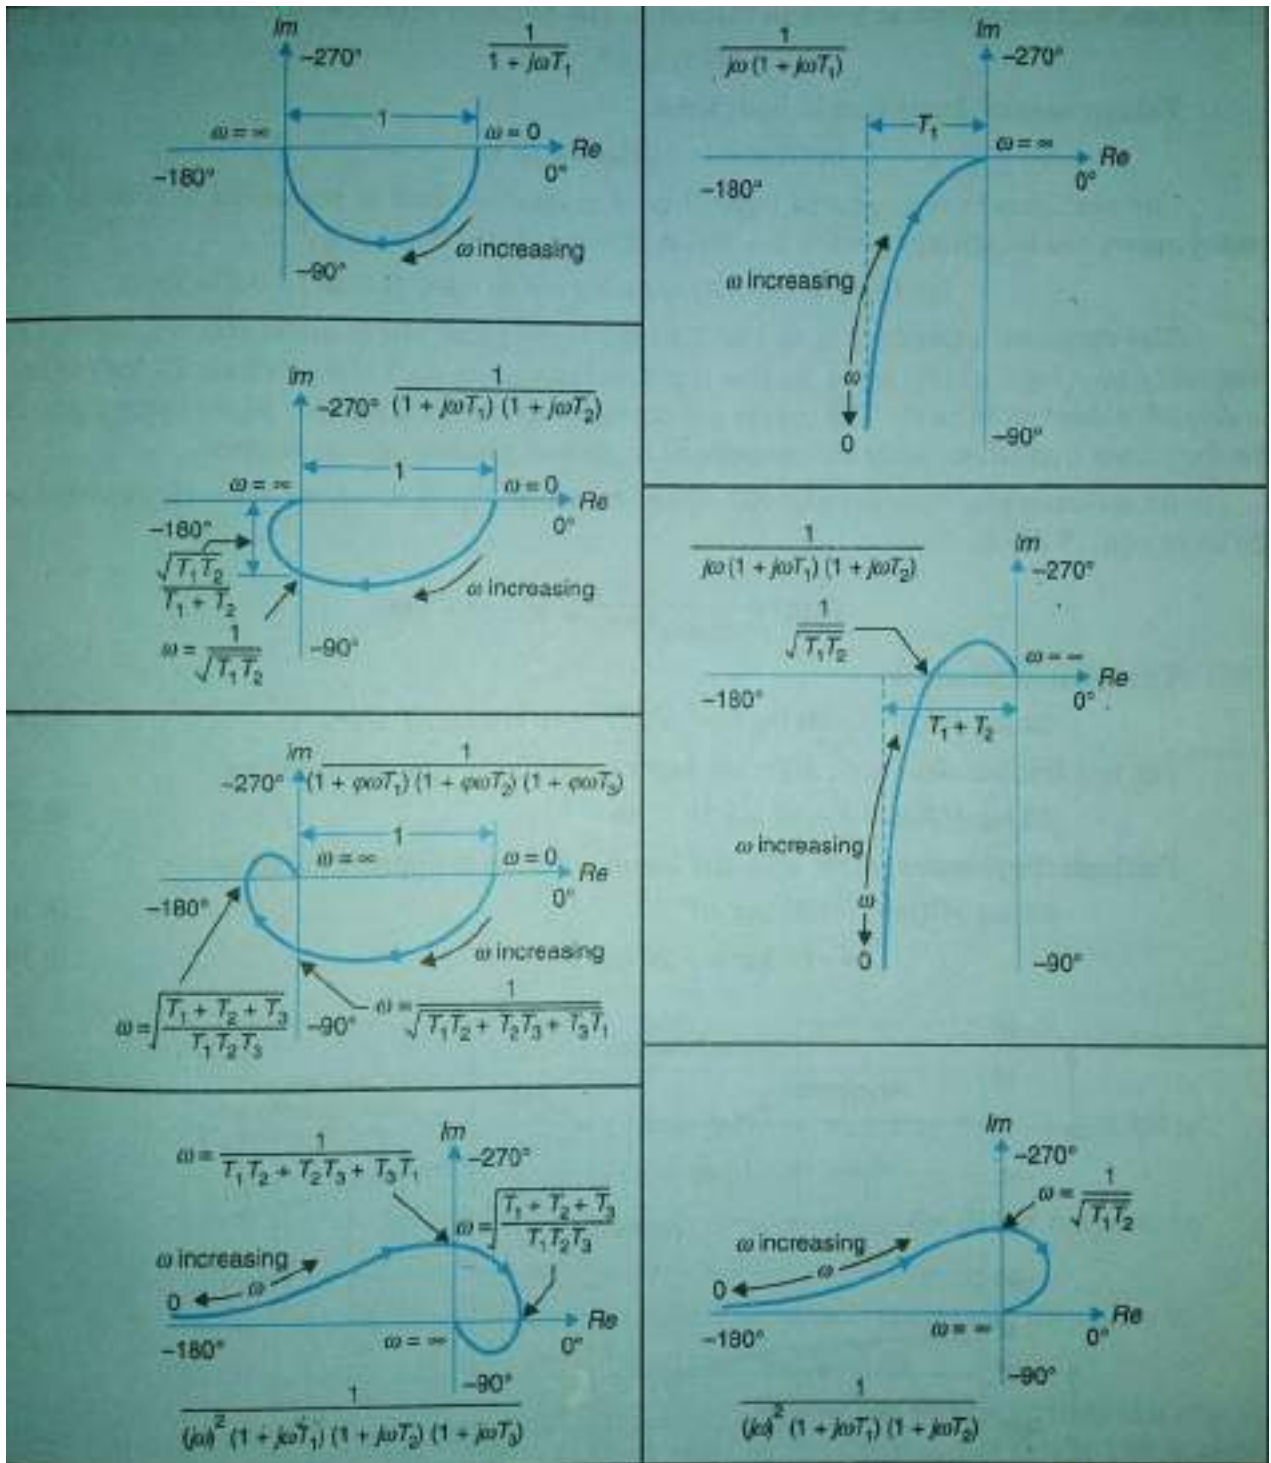 Im
−270°
1
1 + jωT₁
1
ω = ∞
ω = 0
Re
−180°
0°
ω increasing
−90°
Im
−270°
1
(1 + jωT₁) (1 + jωT₂)
1
ω = ∞
ω = 0
Re
−180°
0°
√T₁T₂
T₁ + T₂
ω increasing
ω = 1
√T₁T₂
−90°
Im
−270°
1
(1 + φωT₁) (1 + φωT₂) (1 + φωT₃)
1
ω = ∞
ω = 0
Re
−180°
0°
ω increasing
ω = √T₁ + T₂ + T₃
T₁T₂T₃
−90°
ω = 1
√T₁T₂ + T₂T₃ + T₃T₁
ω = 1
T₁T₂ + T₂T₃ + T₃T₁
Im
−270°
ω = √T₁ + T₂ + T₃
T₁T₂T₃
ω increasing
ω
0
Re
−180°
ω = ∞
0°
−90°
1
(jω)² (1 + jωT₁) (1 + jωT₂) (1 + jωT₃)
1
jω (1 + jωT₁)
Im
−270°
T₁
ω = ∞
Re
−180°
0°
ω increasing
ω
0
−90°
1
jω (1 + jωT₁) (1 + jωT₂)
Im
−270°
1
√T₁T₂
ω = ∞
Re
−180°
0°
T₁ + T₂
ω increasing
ω
0
−90°
Im
−270°
ω = 1
√T₁T₂
ω increasing
ω
0
Re
−180°
ω = ∞
0°
−90°
1
(jω)² (1 + jωT₁) (1 + jωT₂)